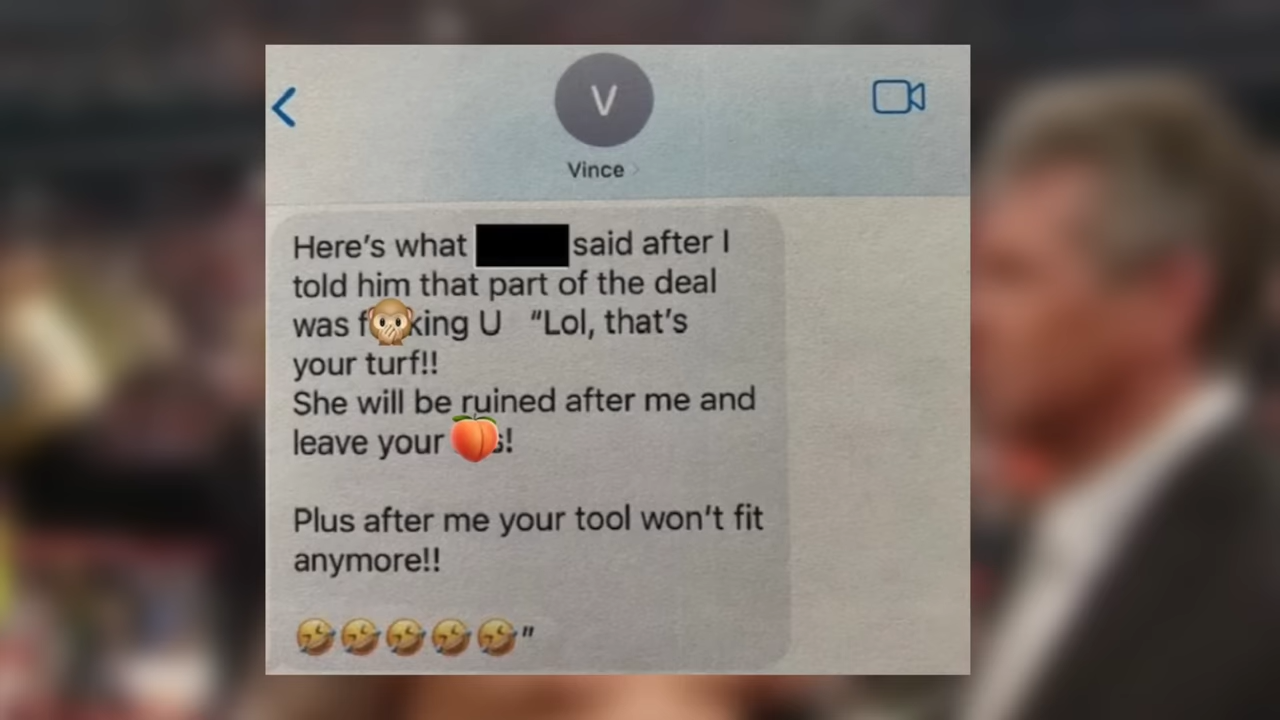 V
Vince
Here's what said after I
told him that part of the deal
was f king U "Lol, that's
your turf!!
She will be ruined after me and
leave your s!
Plus after me your tool won't fit
anymore!!
"